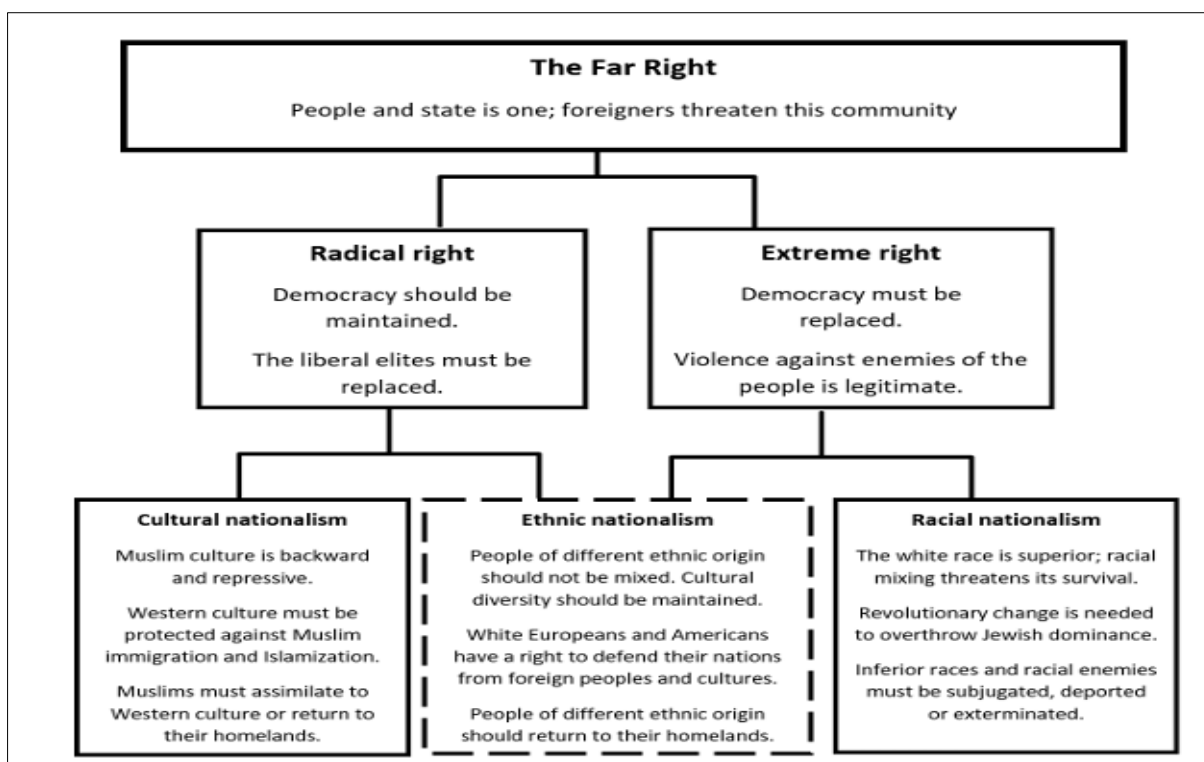 The Far Right
People and state is one; foreigners threaten this community
Radical right
Democracy should be
maintained.
The liberal elites must be
replaced.
Extreme right
Democracy must be
replaced.
Violence against enemies of the
people is legitimate.
Cultural nationalism
Muslim culture is backward
and repressive.
Western culture must be
protected against Muslim
immigration and Islamization.
Muslims must assimilate to
Western culture or return to
their homelands.
Ethnic nationalism
People of different ethnic origin
should not be mixed. Cultural
diversity should be maintained.
White Europeans and Americans
have a right to defend their nations
from foreign peoples and cultures.
People of different ethnic origin
should return to their homelands.
Racial nationalism
The white race is superior; racial
mixing threatens its survival.
Revolutionary change is needed
to overthrow Jewish dominance.
Inferior races and racial enemies
must be subjugated, deported
or exterminated.